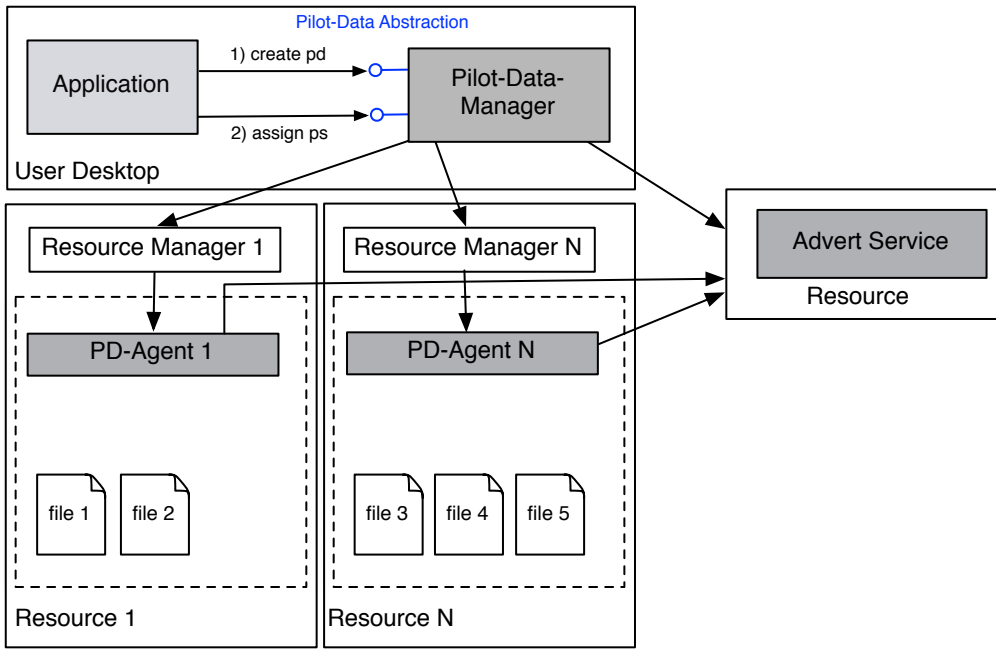 Pilot-Data Abstraction
1) create pd
Application
Pilot-Data-
Manager
2) assign ps
User Desktop
Resource Manager 1
Resource Manager N
Advert Service
Resource
PD-Agent 1
PD-Agent N
file 1
file 2
file 3
file 4
file 5
Resource 1
Resource N